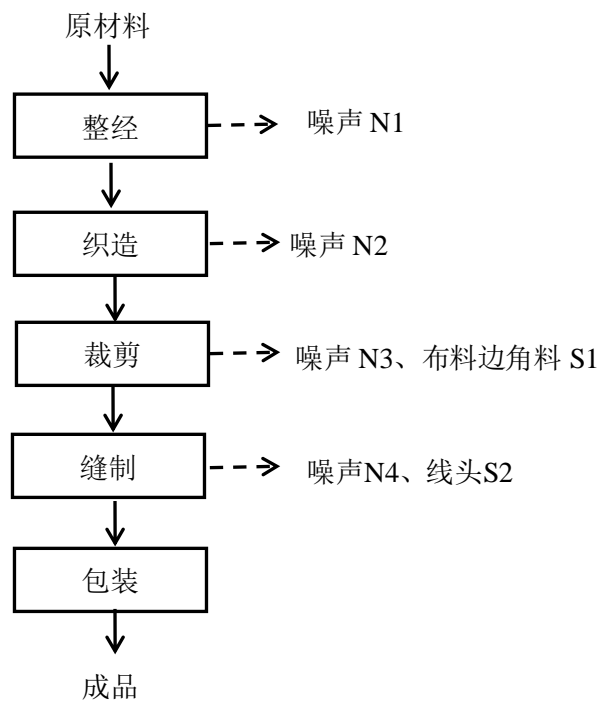 原材料
整经
噪声 N1
织造
噪声 N2
裁剪
噪声 N3、布料边角料 S1
缝制
噪声N4、线头S2
包装
成品